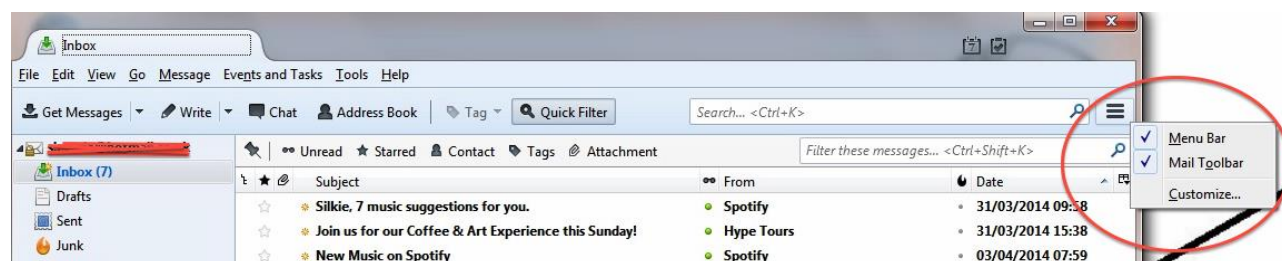 Inbox
File Edit View Go Message Events and Tasks Tools Help
Get Messages Write Chat Address Book Tag Quick Filter Search... <Ctrl+K>
Menu Bar
Unread Starred Contact Tags Attachment Filter these messages... <Ctrl+Shift+K>
Mail Toolbar
Inbox (7)
Subject From Date
Customize...
Drafts
Silkie, 7 music suggestions for you. Spotify 31/03/2014 09:58
Sent
Join us for our Coffee & Art Experience this Sunday! Hype Tours 31/03/2014 15:38
Junk
New Music on Spotify Spotify 03/04/2014 07:59